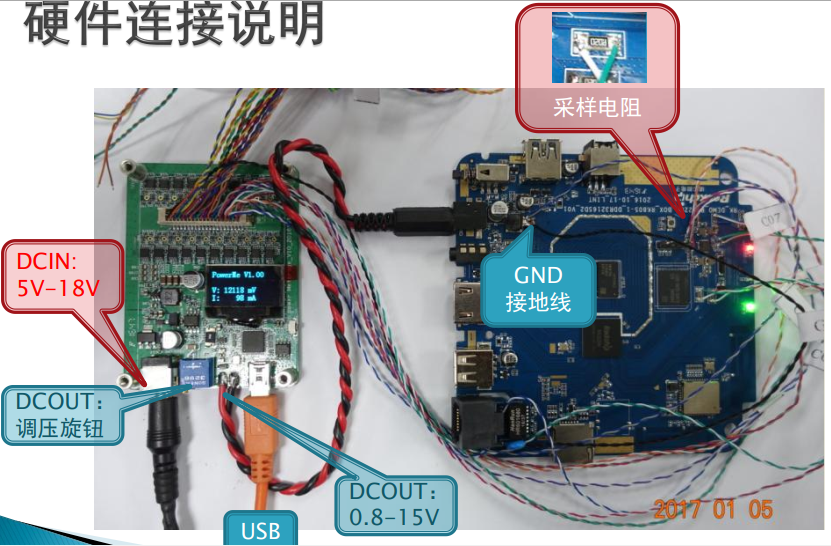 硬件连接说明
采样电阻
DCIN:
5V-18V
PowerMe V1.00
V: 12118 mV
I: 98 mA
GND
接地线
C07
DCOUT：
调压旋钮
DCOUT：
0.8-15V
USB
2017 01 05